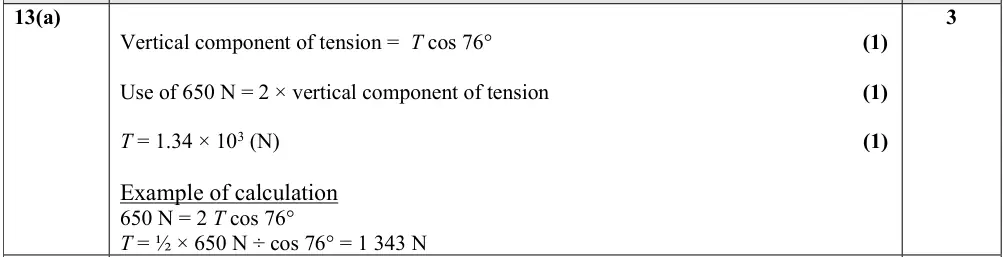 13(a) 3
Vertical component of tension = T cos 76° (1)
Use of 650 N = 2 × vertical component of tension (1)
T = 1.34 × 10³ (N) (1)
Example of calculation
650 N = 2 T cos 76°
T = ½ × 650 N ÷ cos 76° = 1 343 N